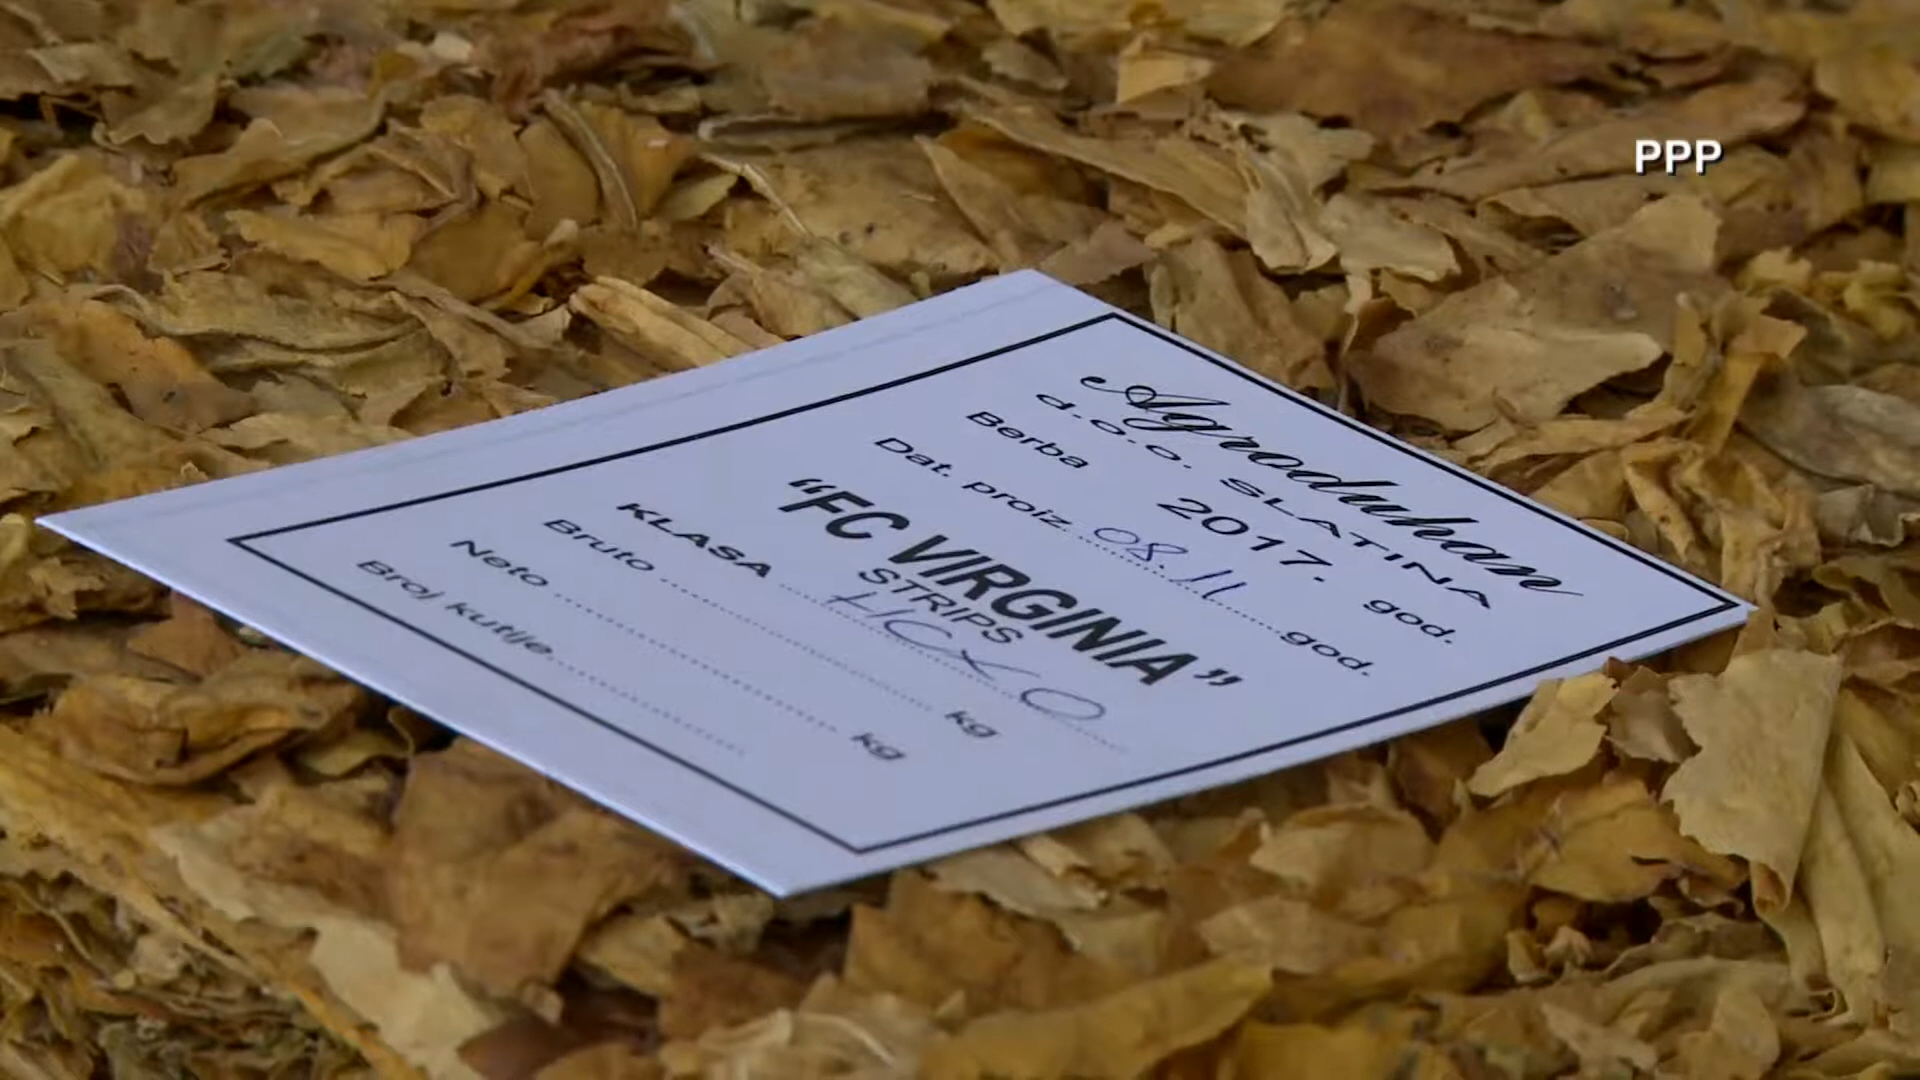 PPP
Agroduhan
d.o.o. SLATINA
Berba 2017. god.
Dat. proiz. 08.11 god.
"FC VIRGINIA"
STRIPS
KLASA HCXO
Bruto kg
Neto kg
Broj kutije